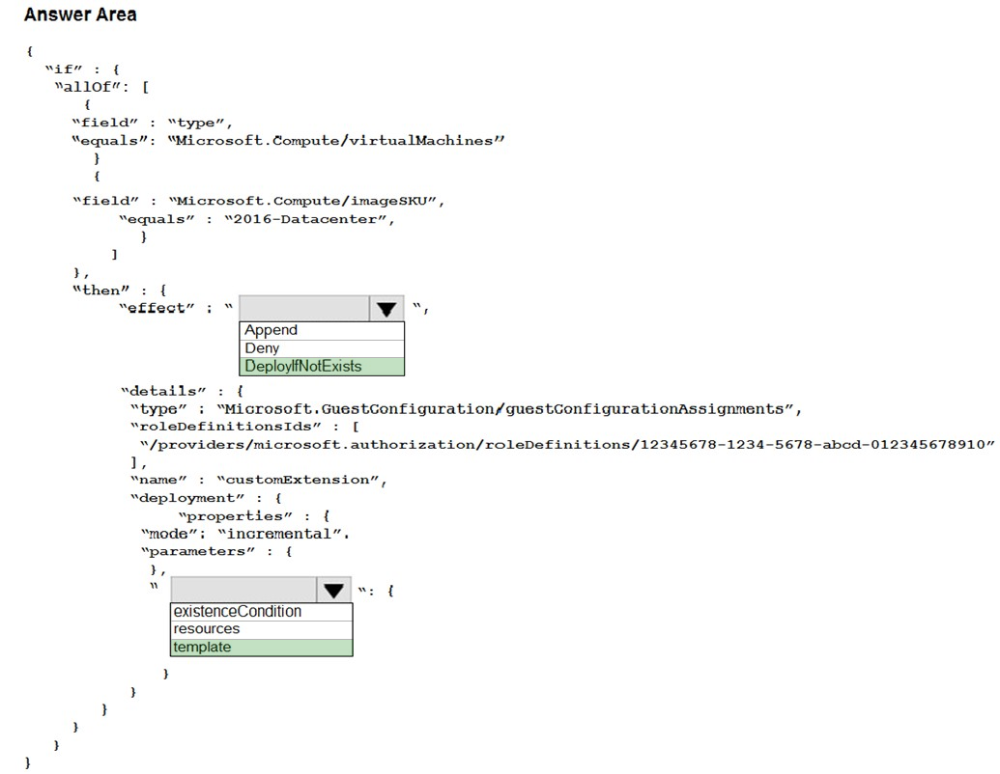 Answer Area
{
“if” : {
“allOf”: [
{
“field” : “type”,
“equals”: “Microsoft.Compute/virtualMachines”
}
{
“field” : “Microsoft.Compute/imageSKU”,
“equals” : “2016-Datacenter”,
}
]
},
“then” : {
“effect” : “ “,
Append
Deny
DeployIfNotExists
“details” : {
“type” : “Microsoft.GuestConfiguration/guestConfigurationAssignments”,
“roleDefinitionsIds” : [
“/providers/microsoft.authorization/roleDefinitions/12345678-1234-5678-abcd-012345678910”
],
“name” : “customExtension”,
“deployment” : {
“properties” : {
“mode”: “incremental”.
“parameters” : {
},
“ “: {
existenceCondition
resources
template
}
}
}
}
}
}